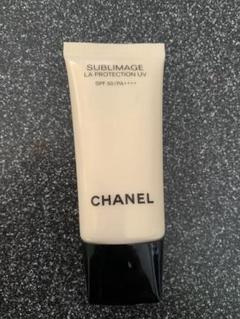 SUBLIMAGE
LA PROTECTION UV
SPF 50/PA++++
CHANEL